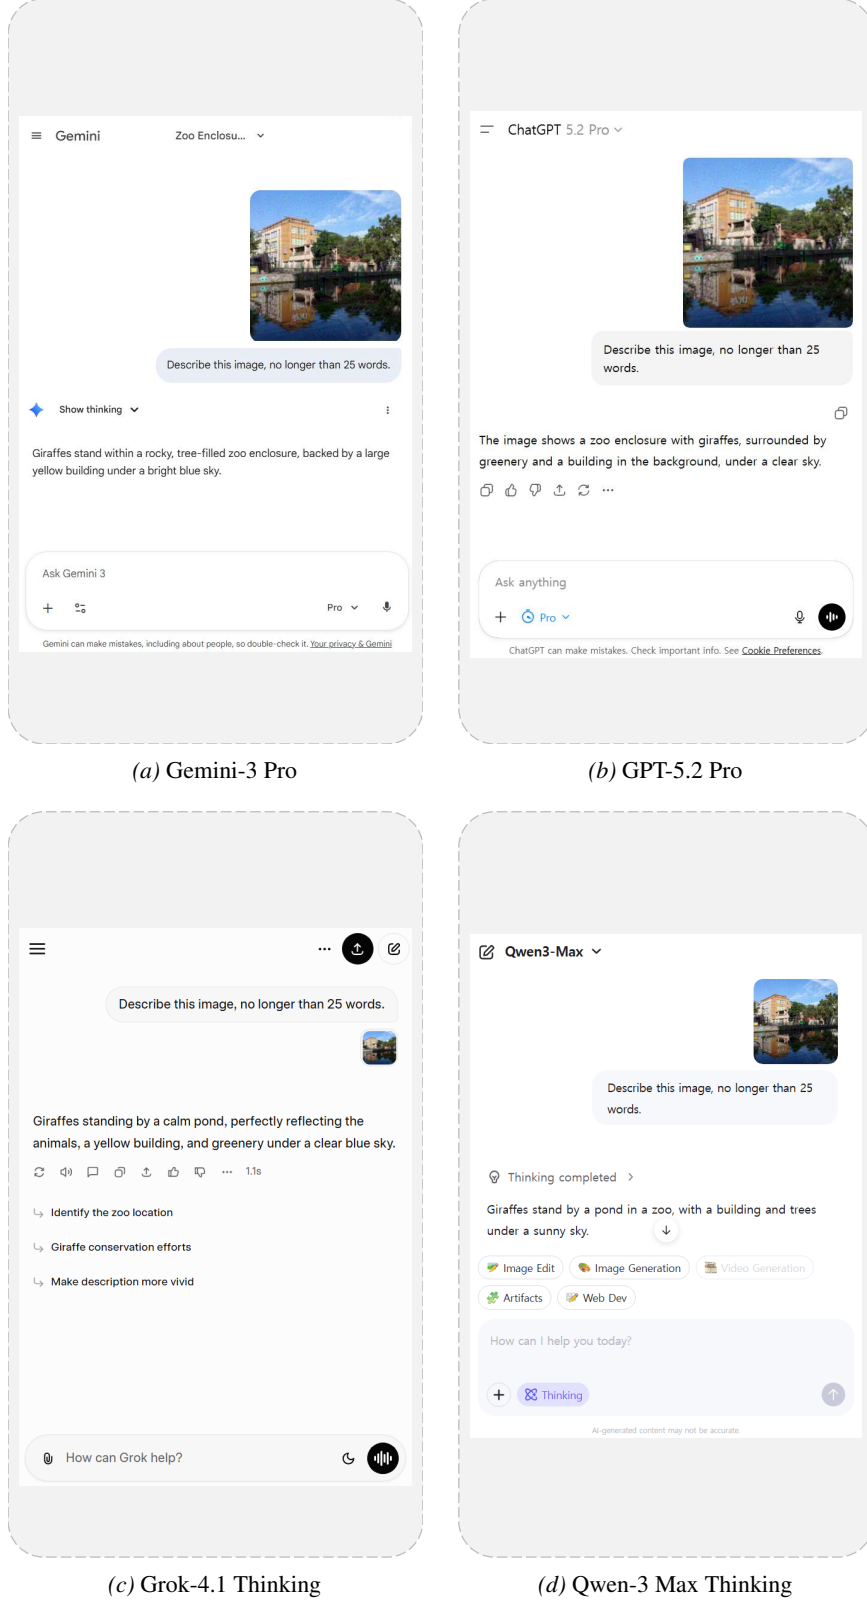 Gemini
Zoo Enclosu...
Describe this image, no longer than 25 words.
Show thinking
Giraffes stand within a rocky, tree-filled zoo enclosure, backed by a large
yellow building under a bright blue sky.
Ask Gemini 3
Pro
Gemini can make mistakes, including about people, so double-check it. Your privacy & Gemini
(a) Gemini-3 Pro
ChatGPT 5.2 Pro
Describe this image, no longer than 25
words.
The image shows a zoo enclosure with giraffes, surrounded by
greenery and a building in the background, under a clear sky.
Ask anything
Pro
ChatGPT can make mistakes. Check important info. See Cookie Preferences.
(b) GPT-5.2 Pro
Describe this image, no longer than 25 words.
Giraffes standing by a calm pond, perfectly reflecting the
animals, a yellow building, and greenery under a clear blue sky.
1.1s
Identify the zoo location
Giraffe conservation efforts
Make description more vivid
How can Grok help?
(c) Grok-4.1 Thinking
Qwen3-Max
Describe this image, no longer than 25
words.
Thinking completed
Giraffes stand by a pond in a zoo, with a building and trees
under a sunny sky.
Image Edit
Image Generation
Video Generation
Artifacts
Web Dev
How can I help you today?
Thinking
AI-generated content may not be accurate.
(d) Qwen-3 Max Thinking